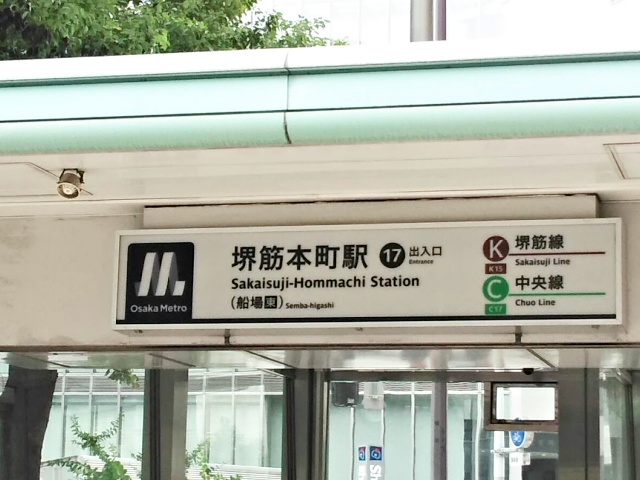 Osaka Metro
堺筋本町駅 17 出入口
Entrance
Sakaisuji-Hommachi Station
(船場東) Semba-higashi
K 堺筋線
K15 Sakaisuji Line
C 中央線
C17 Chuo Line